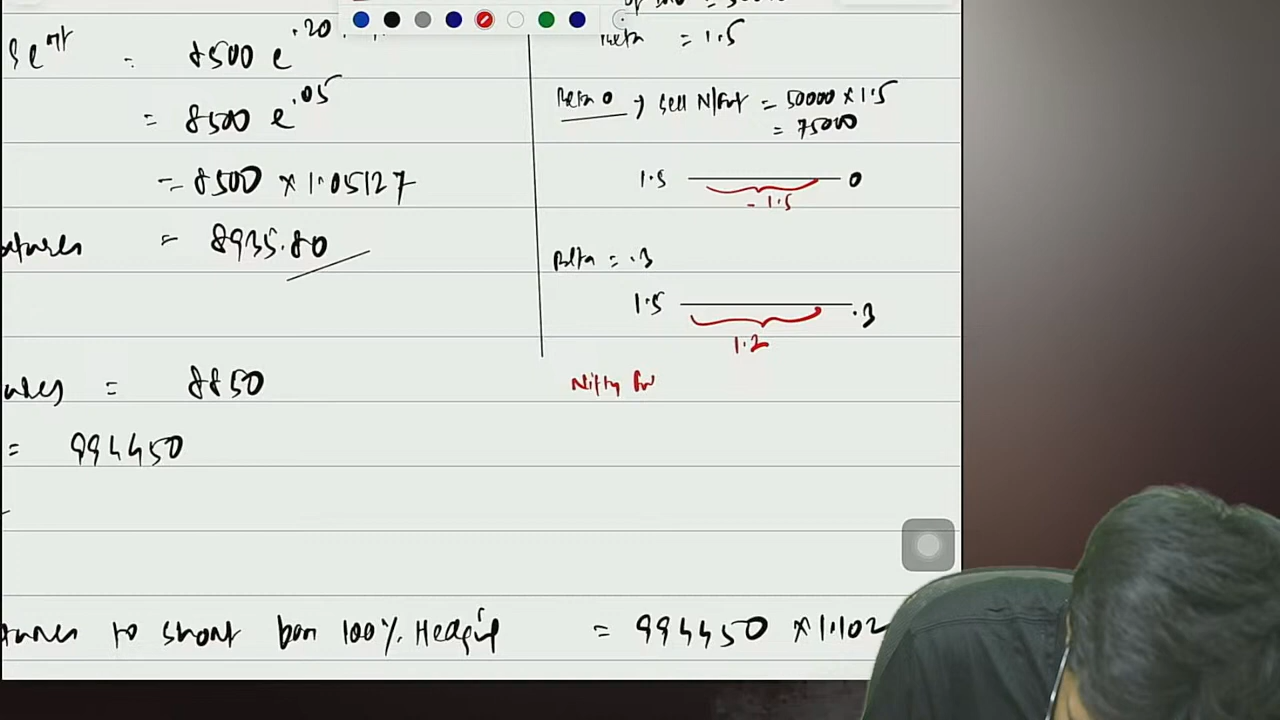 Se^rt = 8500 e^.20
= 8500 e^.05
= 8500 × 1.05127
= 8935.80
= 8850
= 994450
to short for 100% Hedging = 994450 × 1.102
Beta = 1.5
Beta 0 → Sell N/Fut = 50000 × 1.5
= 75000
1.5 0
- 1.5
Beta = .3
1.5 .3
1.2
Nifty